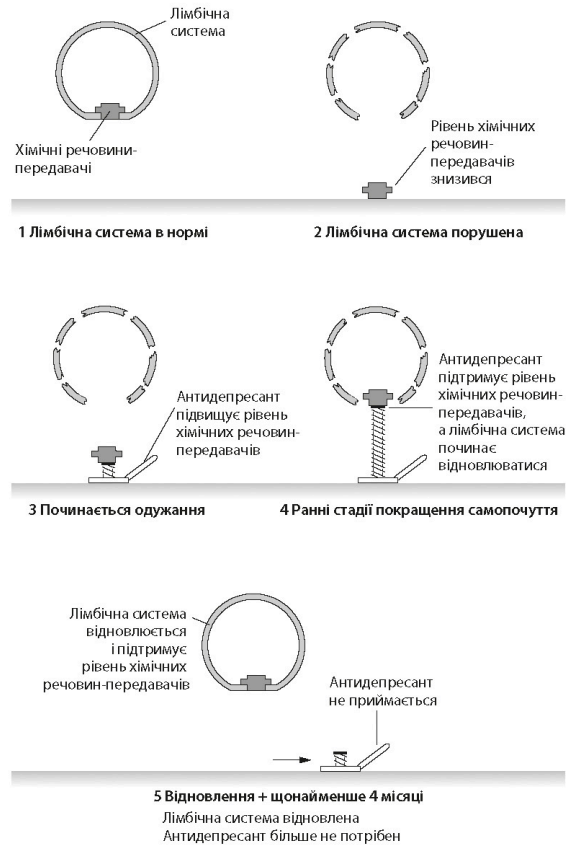 Лімбічна
система
Хімічні речовини-
передавачі
1 Лімбічна система в нормі
Рівень хімічних
речовин-
передавачів
знизився
2 Лімбічна система порушена
Антидепресант
підвищує рівень
хімічних речовин-
передавачів
3 Починається одужання
Антидепресант
підтримує рівень
хімічних речовин-
передавачів,
а лімбічна система
починає
відновлюватися
4 Ранні стадії покращення самопочуття
Лімбічна система
відновлюється
і підтримує
рівень хімічних
речовин-передавачів
Антидепресант
не приймається
5 Відновлення + щонайменше 4 місяці
Лімбічна система відновлена
Антидепресант більше не потрібен